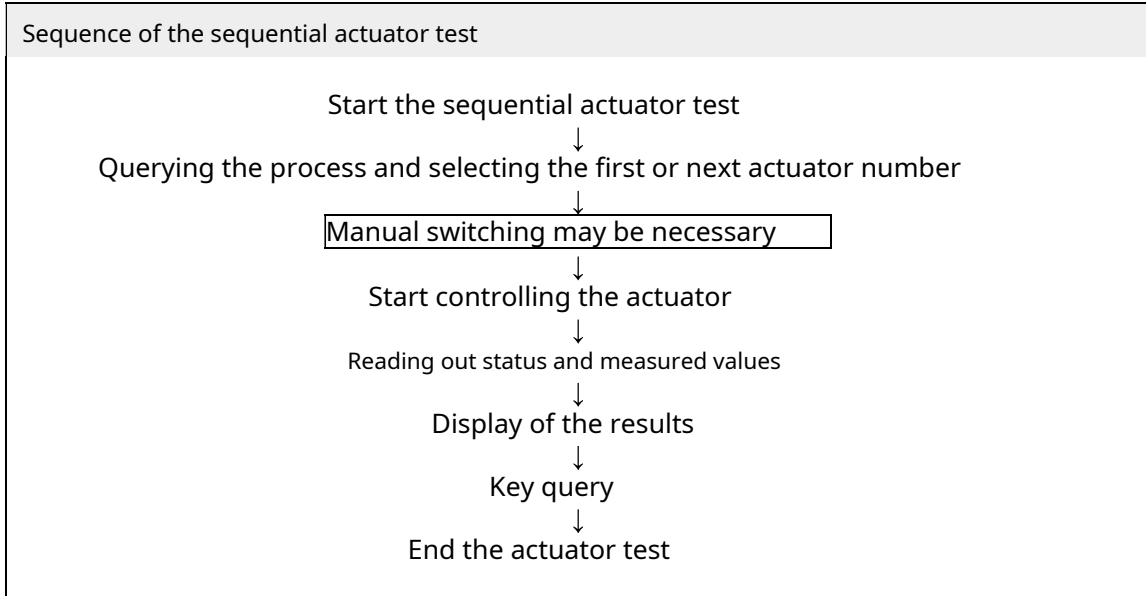 Sequence of the sequential actuator test
Start the sequential actuator test
↓
Querying the process and selecting the first or next actuator number
↓
Manual switching may be necessary
↓
Start controlling the actuator
↓
Reading out status and measured values
↓
Display of the results
↓
Key query
↓
End the actuator test